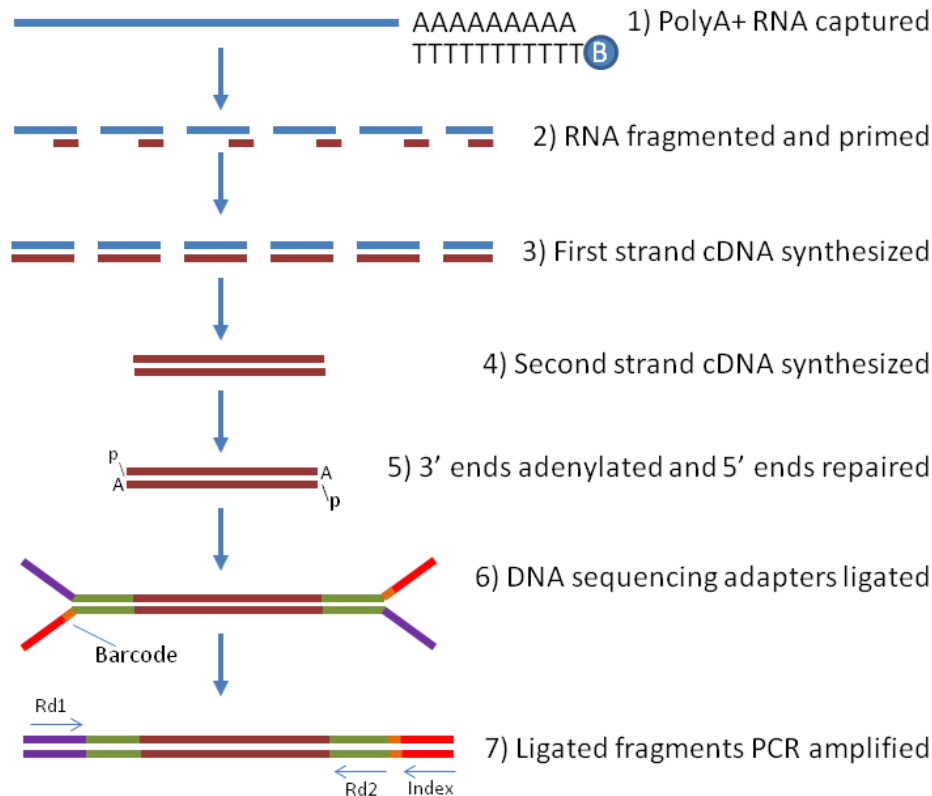 AAAAAAAAA
1) PolyA+ RNA captured
TTTTTTTTTTT B
2) RNA fragmented and primed
3) First strand cDNA synthesized
4) Second strand cDNA synthesized
p
5) 3’ ends adenylated and 5’ ends repaired
A
A
p
6) DNA sequencing adapters ligated
Barcode
Rd1
7) Ligated fragments PCR amplified
Rd2
Index